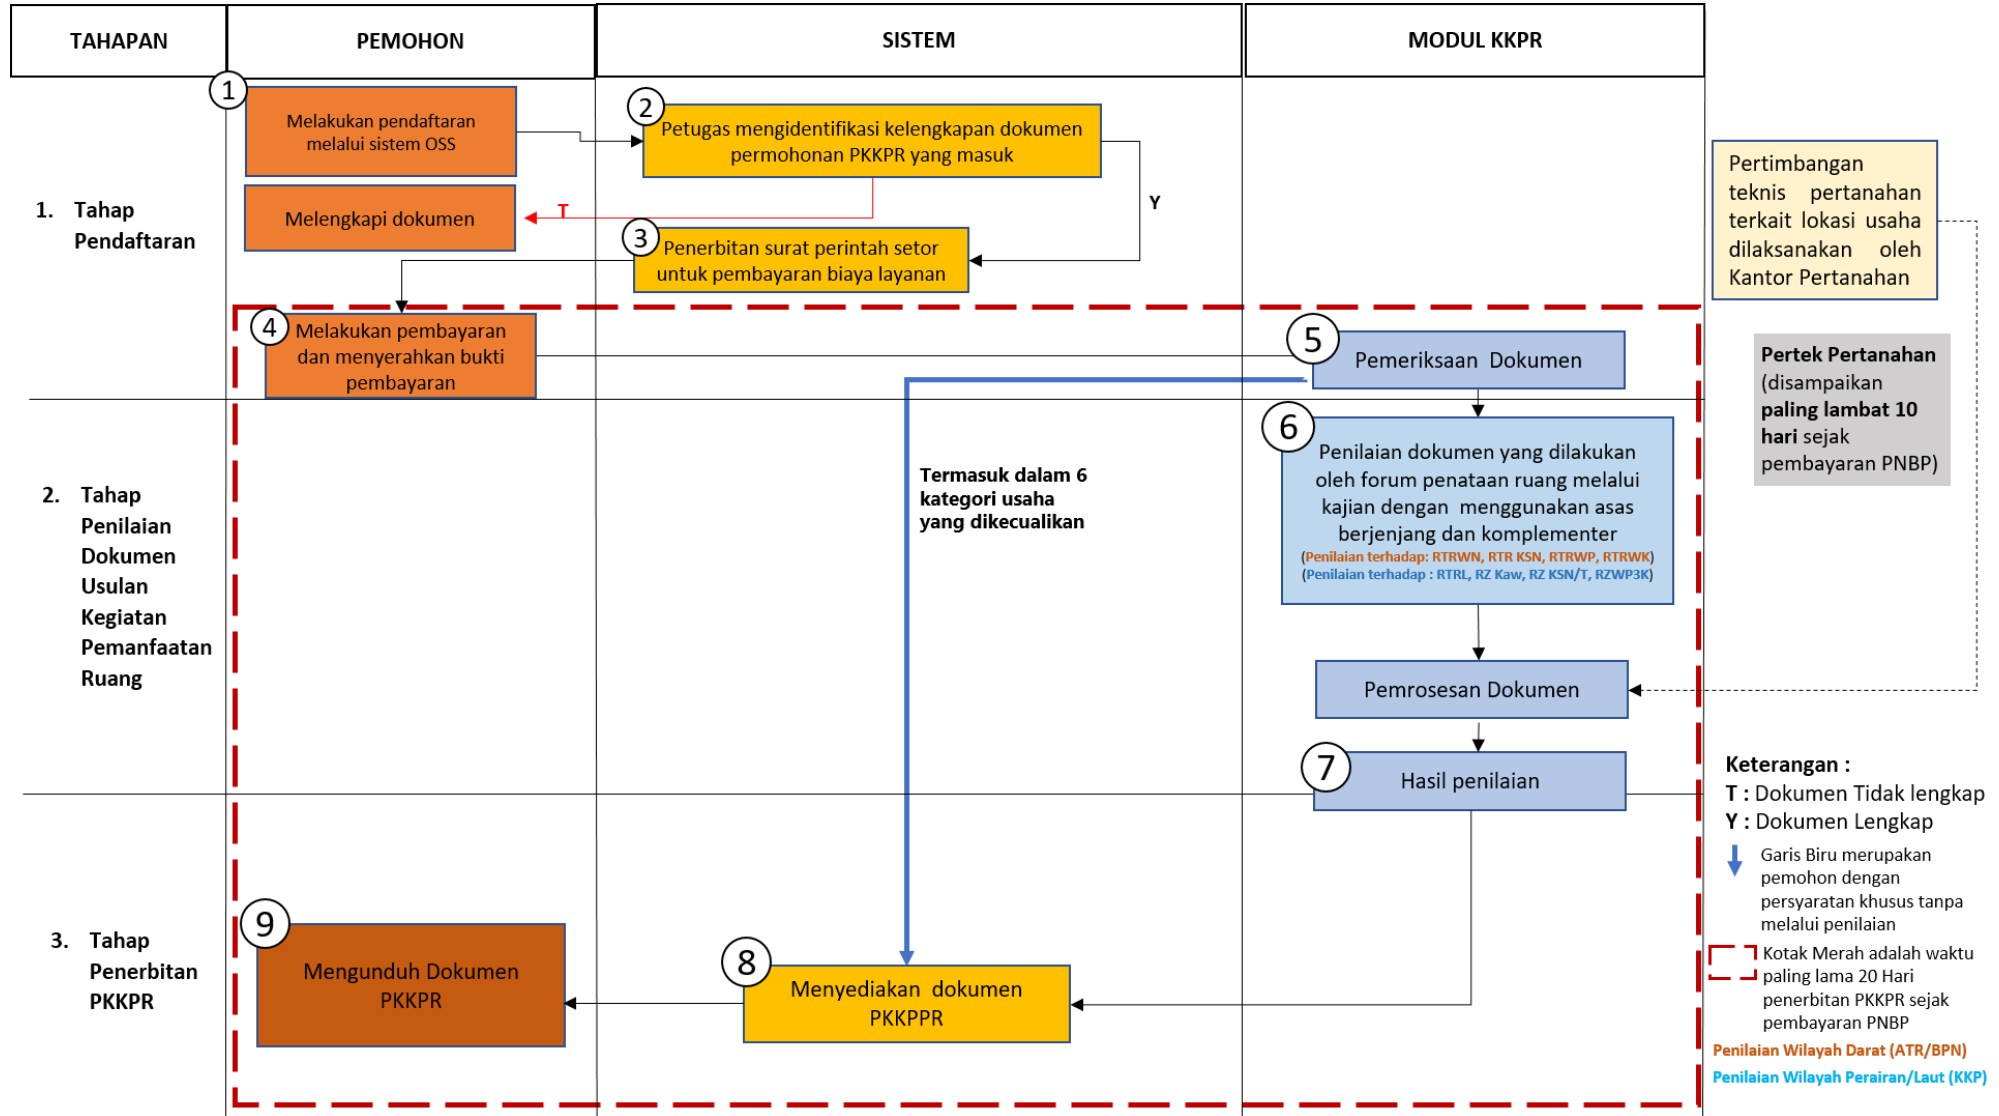 TAHAPAN
PEMOHON
SISTEM
MODUL KKPR
1. Tahap
Pendaftaran
1
Melakukan pendaftaran
melalui sistem OSS
2
Petugas mengidentifikasi kelengkapan dokumen
permohonan PKKPR yang masuk
Melengkapi dokumen
T
Y
3
Penerbitan surat perintah setor
untuk pembayaran biaya layanan
Pertimbangan
teknis pertanahan
terkait lokasi usaha
dilaksanakan oleh
Kantor Pertanahan
4
Melakukan pembayaran
dan menyerahkan bukti
pembayaran
5
Pemeriksaan Dokumen
Pertek Pertanahan
(disampaikan
paling lambat 10
hari sejak
pembayaran PNBP)
2. Tahap
Penilaian
Dokumen
Usulan
Kegiatan
Pemanfaatan
Ruang
Termasuk dalam 6
kategori usaha
yang dikecualikan
6
Penilaian dokumen yang dilakukan
oleh forum penataan ruang melalui
kajian dengan menggunakan asas
berjenjang dan komplementer
(Penilaian terhadap: RTRWN, RTR KSN, RTRWP, RTRWK)
(Penilaian terhadap : RTRL, RZ Kaw, RZ KSN/T, RZWP3K)
Pemrosesan Dokumen
7
Hasil penilaian
3. Tahap
Penerbitan
PKKPR
9
Mengunduh Dokumen
PKKPR
8
Menyediakan dokumen
PKKPPR
Keterangan :
T : Dokumen Tidak lengkap
Y : Dokumen Lengkap
Garis Biru merupakan
pemohon dengan
persyaratan khusus tanpa
melalui penilaian
Kotak Merah adalah waktu
paling lama 20 Hari
penerbitan PKKPR sejak
pembayaran PNBP
Penilaian Wilayah Darat (ATR/BPN)
Penilaian Wilayah Perairan/Laut (KKP)